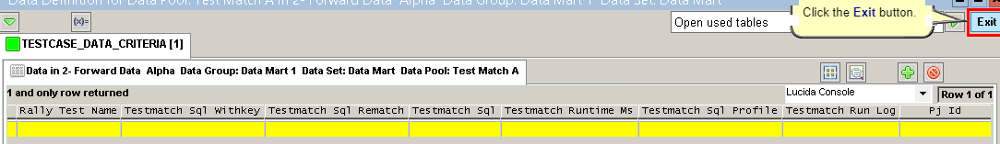 Data Definition for Data Pool: Test Match A in 2- Forward Data Alpha Data Group: Data Mart 1 Data Set: Data Mart
(x)=
Open used tables
Click the Exit button.
Exit
TESTCASE_DATA_CRITERIA [1]
Data in 2- Forward Data Alpha Data Group: Data Mart 1 Data Set: Data Mart Data Pool: Test Match A
1 and only row returned
Lucida Console
Row 1 of 1
Rally Test Name Testmatch Sql Withkey Testmatch Sql Rematch Testmatch Sql Testmatch Runtime Ms Testmatch Sql Profile Testmatch Run Log Pj Id